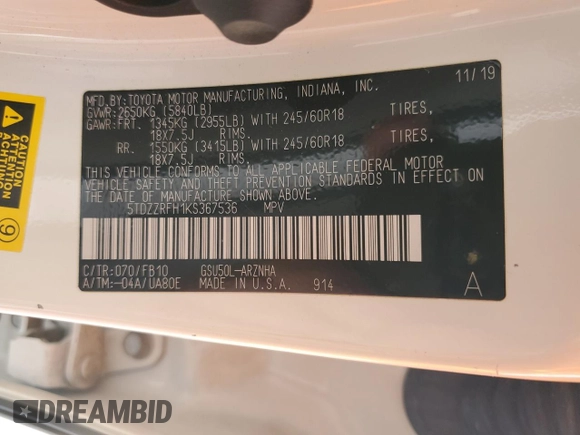 MFD.BY:TOYOTA MOTOR MANUFACTURING, INDIANA, INC. 11/19
GVWR:2650KG (5840LB)
GAWR:FRT. 1345KG (2955LB) WITH 245/60R18 TIRES,
18X7.5J RIMS.
RR. 1550KG (3415LB) WITH 245/60R18 TIRES,
18X7.5J RIMS.
THIS VEHICLE CONFORMS TO ALL APPLICABLE FEDERAL MOTOR
VEHICLE SAFETY AND THEFT PREVENTION STANDARDS IN EFFECT
ON THE DATE OF MANUFACTURE SHOWN ABOVE.
5TDZZRFH1KS367536 MPV
C/TR:070/FB10 GSU50L-ARZNHA
A/TM:-04A/UA80E MADE IN U.S.A. 914 A
CAUTION
ATTENTION
ACHTUNG
9
DREAMBID